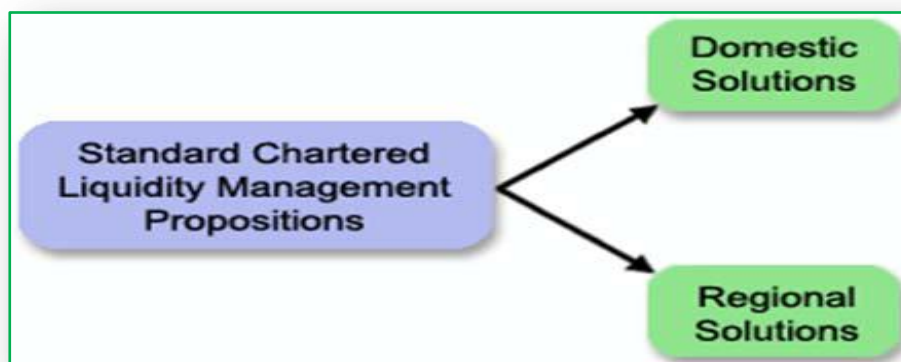 Domestic
Solutions
Standard Chartered
Liquidity Management
Propositions
Regional
Solutions